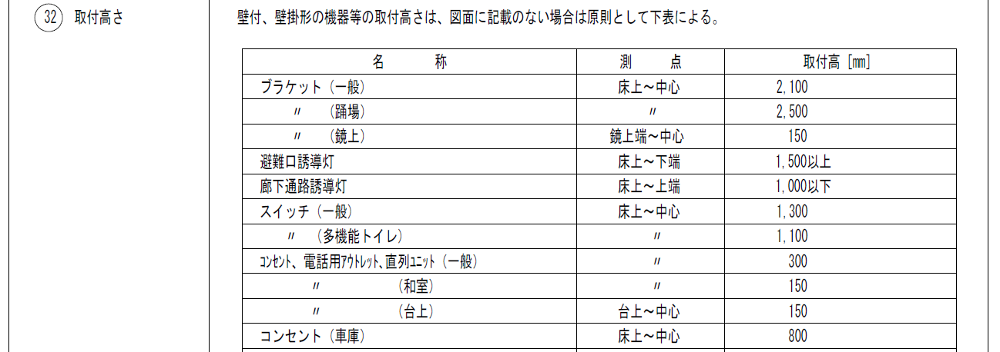 32 取付高さ 壁付、壁掛形の機器等の取付高さは、図面に記載のない場合は原則として下表による。
名 称 測 点 取付高 [mm]
ブラケット（一般） 床上～中心 2,100
〃 （踊場） 〃 2,500
〃 （鏡上） 鏡上端～中心 150
避難口誘導灯 床上～下端 1,500以上
廊下通路誘導灯 床上～上端 1,000以下
スイッチ（一般） 床上～中心 1,300
〃 （多機能トイレ） 〃 1,100
ｺﾝｾﾝﾄ、電話用ｱｳﾄﾚｯﾄ、直列ﾕﾆｯﾄ（一般） 〃 300
〃 （和室） 〃 150
〃 （台上） 台上～中心 150
コンセント（車庫） 床上～中心 800